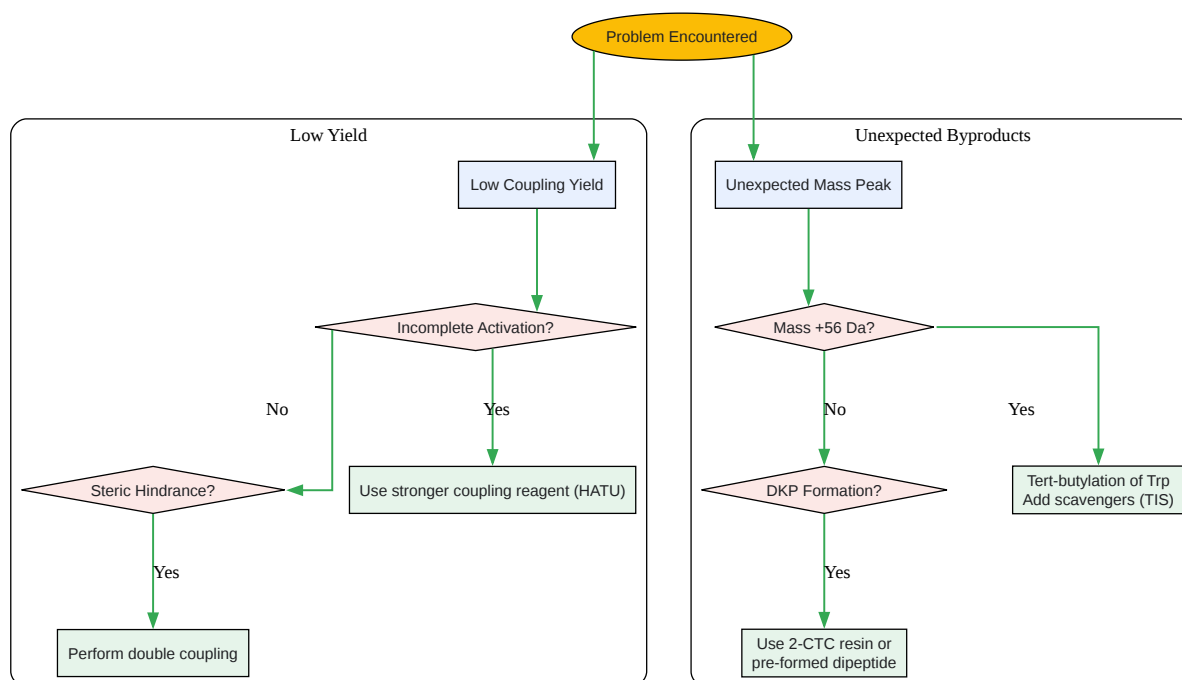 Problem Encountered
Low Yield
Low Coupling Yield
Incomplete Activation?
No
Yes
Steric Hindrance?
Use stronger coupling reagent (HATU)
Yes
Perform double coupling
Unexpected Byproducts
Unexpected Mass Peak
Mass +56 Da?
No
Yes
DKP Formation?
Tert-butylation of Trp
Add scavengers (TIS)
Yes
Use 2-CTC resin or
pre-formed dipeptide